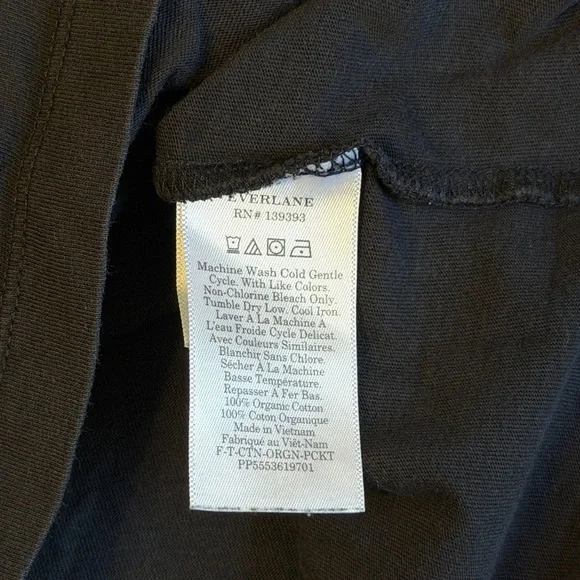 EVERLANE
RN# 139393
Machine Wash Cold Gentle
Cycle. With Like Colors.
Non-Chlorine Bleach Only.
Tumble Dry Low. Cool Iron.
Laver À La Machine À
L'eau Froide Cycle Delicat
Avec Couleurs Similaires.
Blanchir Sans Chlore.
Sécher À La Machine
Basse Température.
Repasser À Fer Bas.
100% Organic Cotton
100% Coton Organique
Made in Vietnam
Fabriqué au Viêt-Nam
F-T-CTN-ORGN-PCKT
PP5553619701